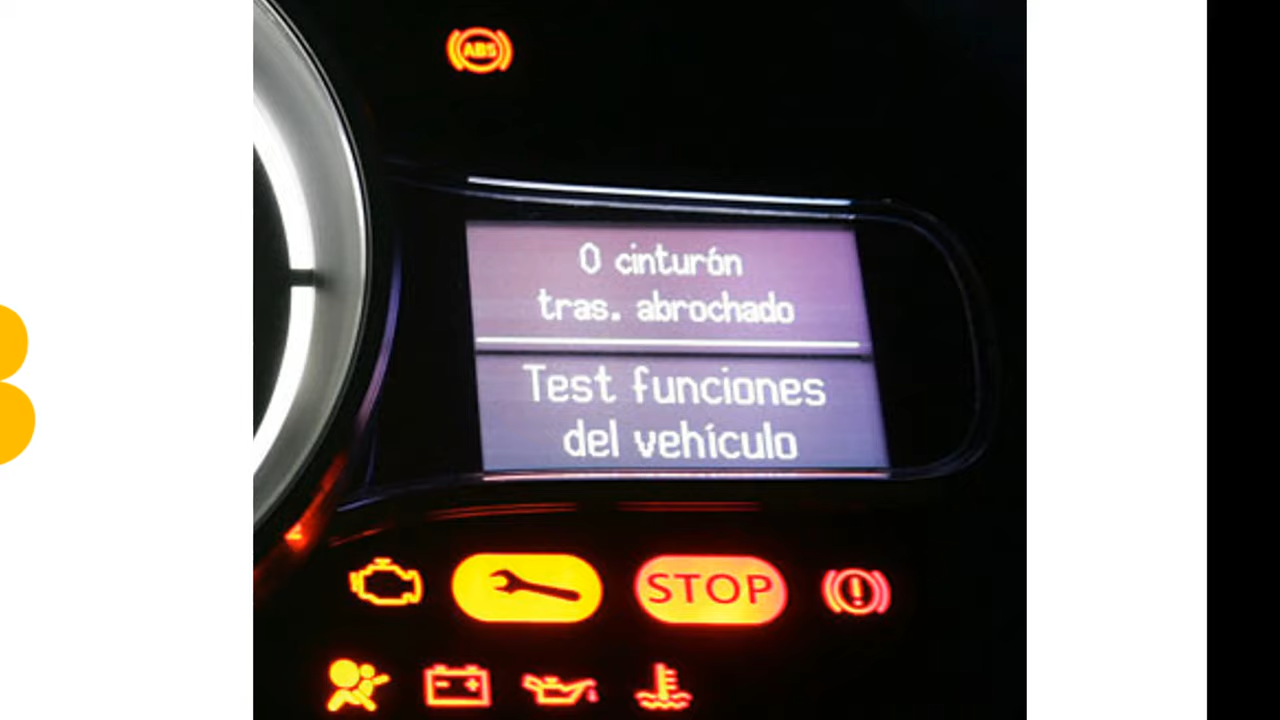 ABS
0 cinturón
tras. abrochado
Test funciones
del vehículo
STOP